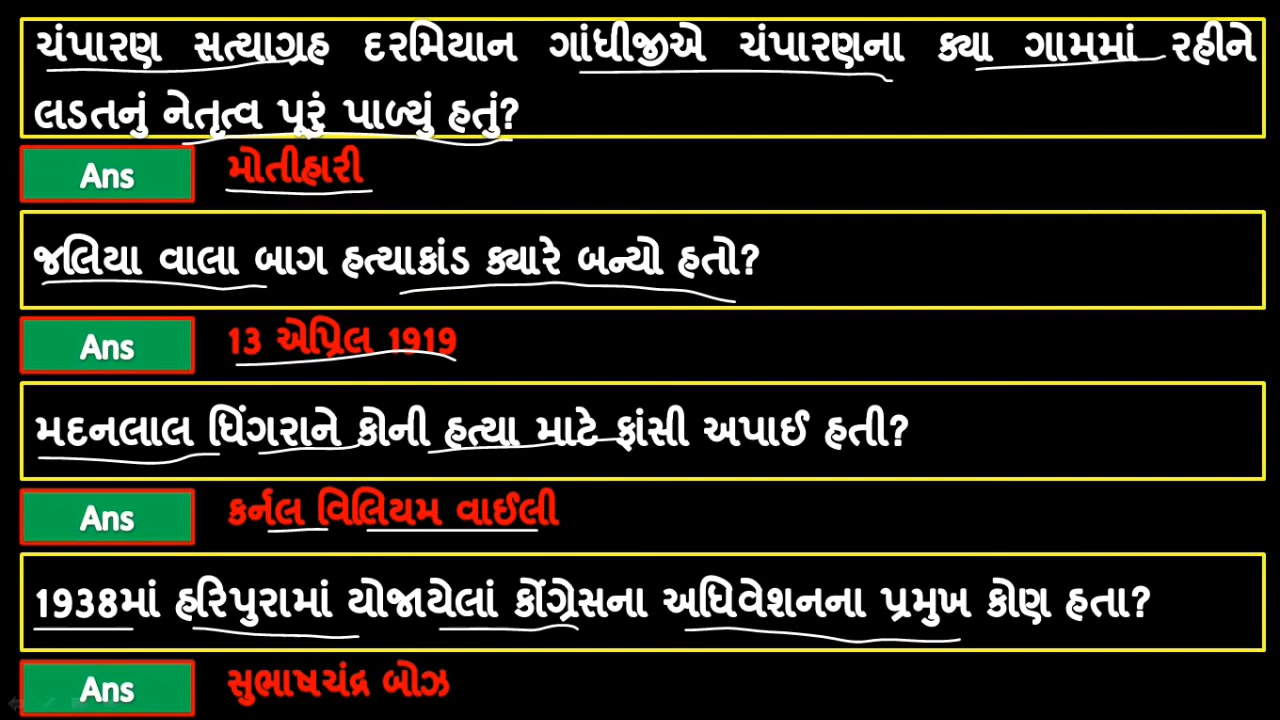 ચંપારણ સત્યાગ્રહ દરમિયાન ગાંધીજીએ ચંપારણના ક્યા ગામમાં રહીને
લડતનું નેતૃત્વ પૂરું પાળ્યું હતું?
Ans મોતીહારી
જલિયા વાલા બાગ હત્યાકાંડ ક્યારે બન્યો હતો?
Ans 13 એપ્રિલ 1919
મદનલાલ ધિંગરાને કોની હત્યા માટે ફાંસી અપાઈ હતી?
Ans કર્નલ વિલિયમ વાઈલી
1938માં હરિપુરામાં યોજાયેલાં કોંગ્રેસના અધિવેશનના પ્રમુખ કોણ હતા?
Ans સુભાષચંદ્ર બોઝ